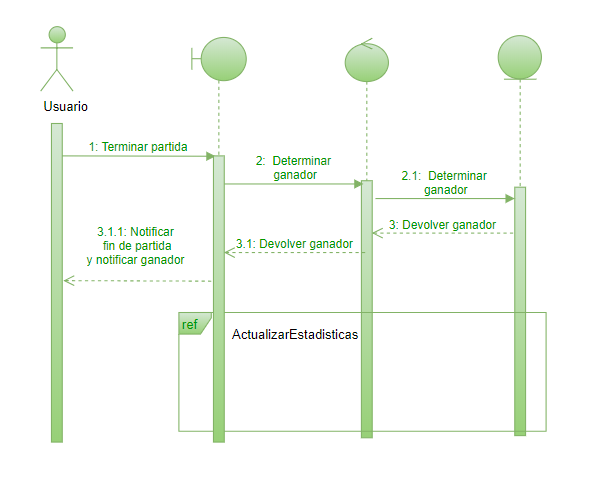 Usuario
1: Terminar partida
2: Determinar
ganador
2.1: Determinar
ganador
3: Devolver ganador
3.1: Devolver ganador
3.1.1: Notificar
fin de partida
y notificar ganador
ref
ActualizarEstadisticas